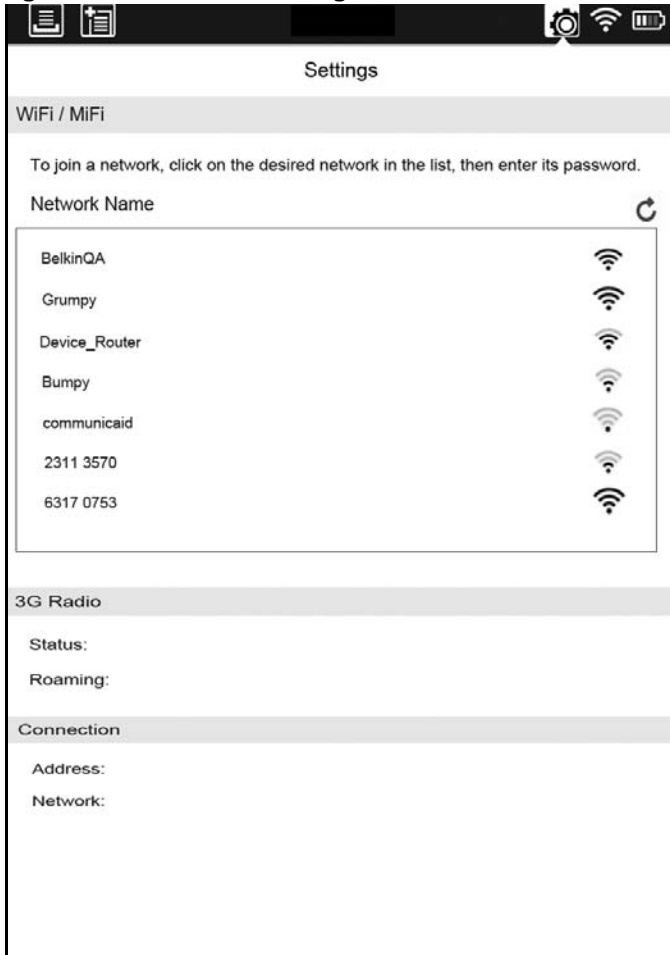 Settings
WiFi / MiFi
To join a network, click on the desired network in the list, then enter its password.
Network Name
BelkinQA
Grumpy
Device_Router
Bumpy
communicaid
2311 3570
6317 0753
3G Radio
Status:
Roaming:
Connection
Address:
Network: